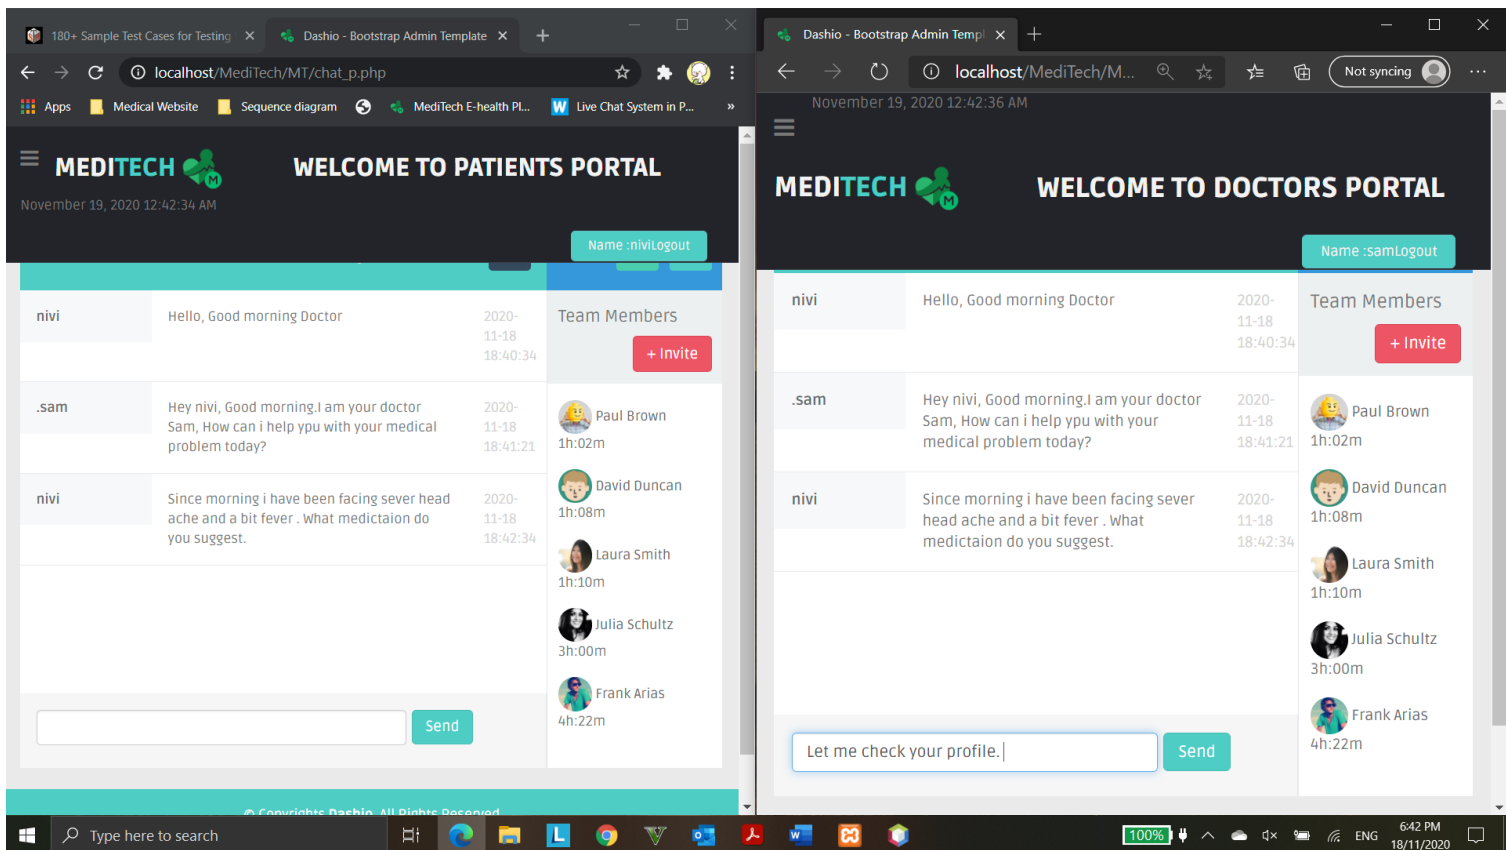 180+ Sample Test Cases for Testing
Dashio - Bootstrap Admin Template
localhost/MediTech/MT/chat_p.php
Apps
Medical Website
Sequence diagram
MediTech E-health Pl...
W Live Chat System in P...
»
MEDITECH M
WELCOME TO PATIENTS PORTAL
November 19, 2020 12:42:34 AM
Name :niviLogout
nivi
Hello, Good morning Doctor
2020-
11-18
18:40:34
.sam
Hey nivi, Good morning.I am your doctor
Sam, How can i help ypu with your
medical problem today?
2020-
11-18
18:41:21
nivi
Since morning i have been facing sever head
ache and a bit fever . What medictaion do
you suggest.
2020-
11-18
18:42:34
Send
Team Members
+ Invite
Paul Brown
1h:02m
David Duncan
1h:08m
Laura Smith
1h:10m
Julia Schultz
3h:00m
Frank Arias
4h:22m
© Copyrights Dashio. All Rights Reserved
Dashio - Bootstrap Admin Templ
localhost/MediTech/M...
Not syncing
November 19, 2020 12:42:36 AM
MEDITECH M
WELCOME TO DOCTORS PORTAL
Name :samLogout
nivi
Hello, Good morning Doctor
2020-
11-18
18:40:34
.sam
Hey nivi, Good morning.I am your doctor
Sam, How can i help ypu with your
medical problem today?
2020-
11-18
18:41:21
nivi
Since morning i have been facing sever
head ache and a bit fever . What
medictaion do you suggest.
2020-
11-18
18:42:34
Let me check your profile.
Send
Team Members
+ Invite
Paul Brown
1h:02m
David Duncan
1h:08m
Laura Smith
1h:10m
Julia Schultz
3h:00m
Frank Arias
4h:22m
Type here to search
L
W
100%
ENG
6:42 PM
18/11/2020